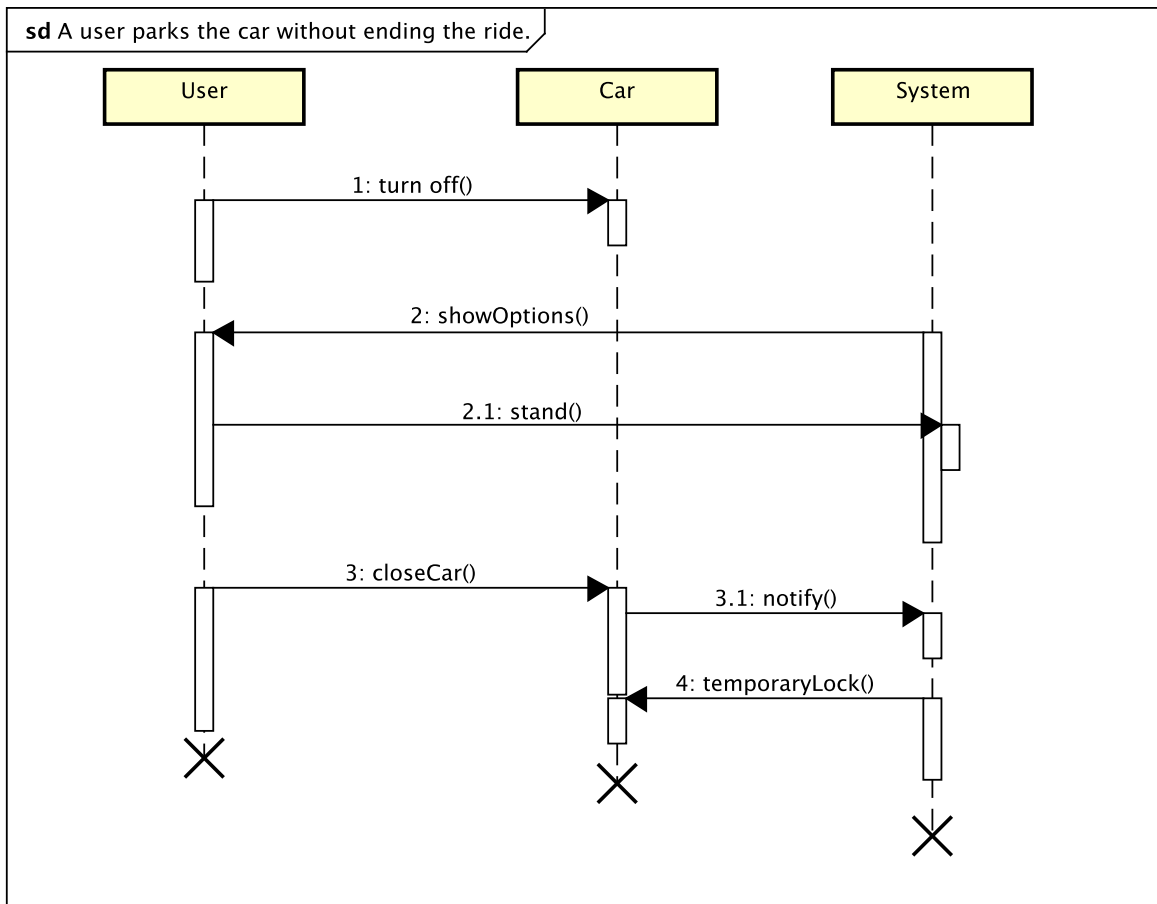 sd A user parks the car without ending the ride.
User
Car
System
1: turn off()
2: showOptions()
2.1: stand()
3: closeCar()
3.1: notify()
4: temporaryLock()